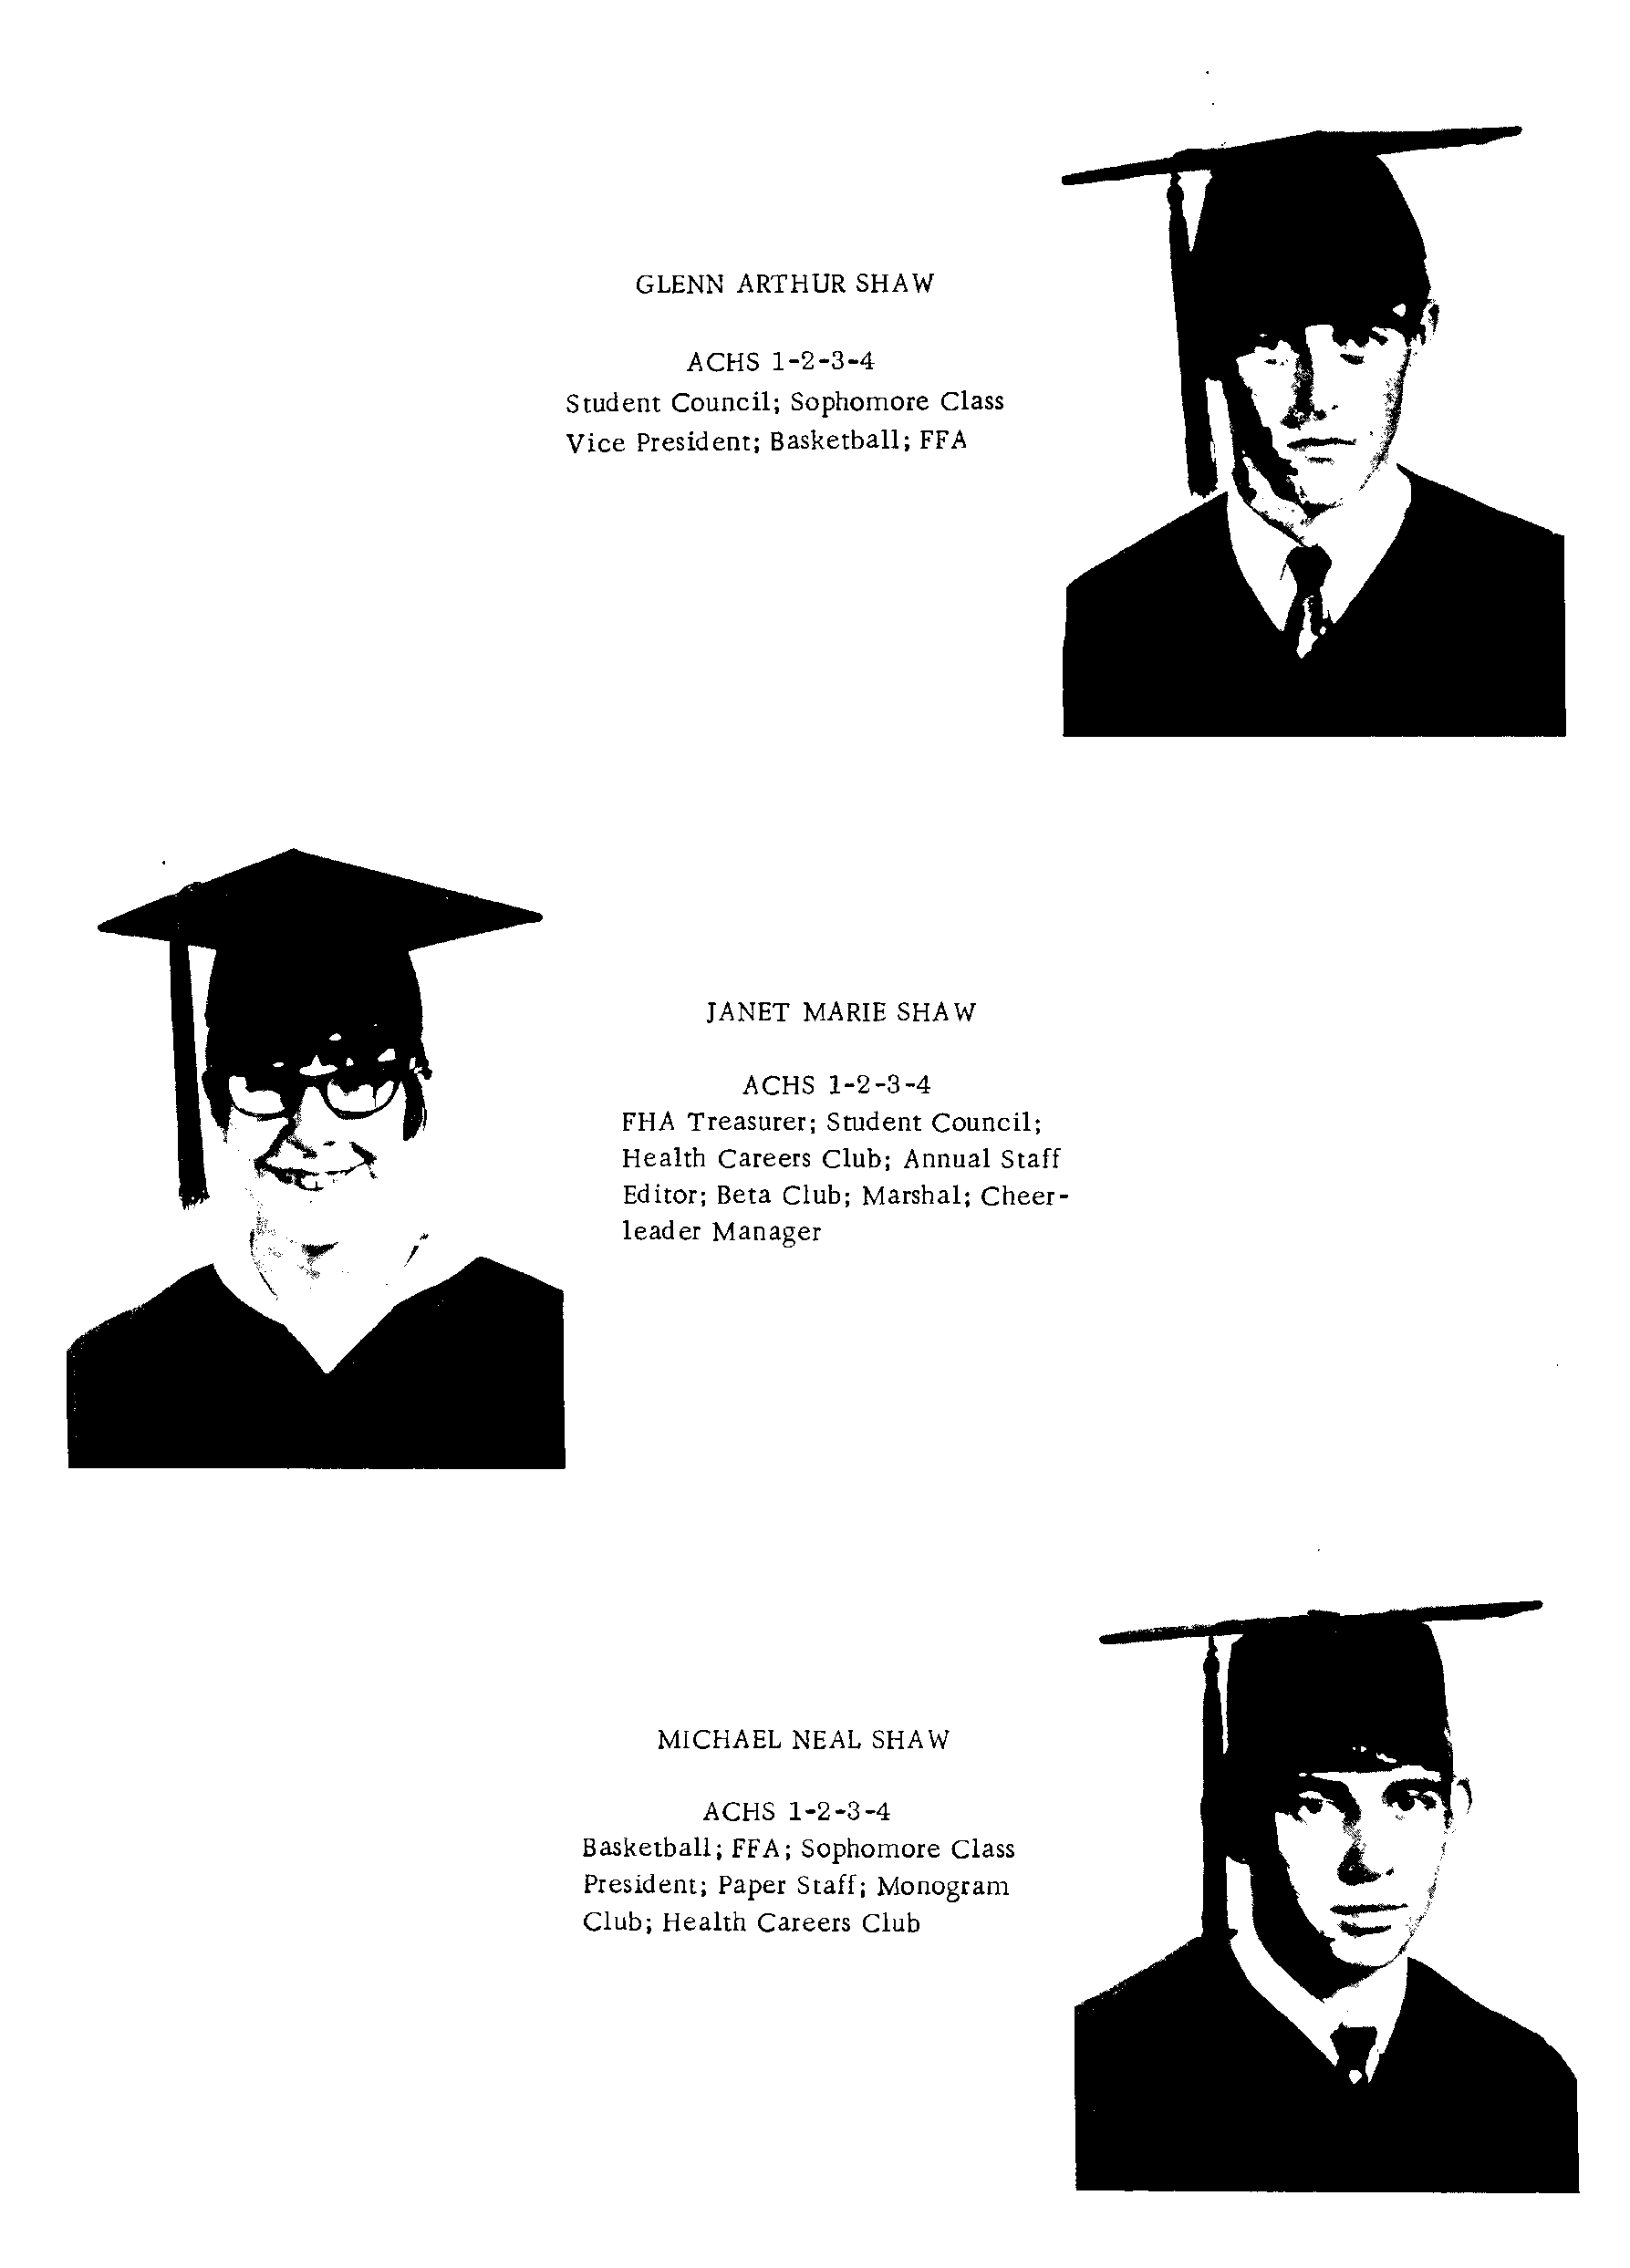 GLENN ARTHUR SHAW
ACHS 1-2-3-4
Student Council; Sophomore Class
Vice President; Basketball; FFA
JANET MARIE SHAW
ACHS 1-2-3-4
FHA Treasurer; Student Council;
Health Careers Club; Annual Staff
Editor; Beta Club; Marshal; Cheer-
leader Manager
MICHAEL NEAL SHAW
ACHS 1-2-3-4
Basketball; FFA; Sophomore Class
President; Paper Staff; Monogram
Club; Health Careers Club